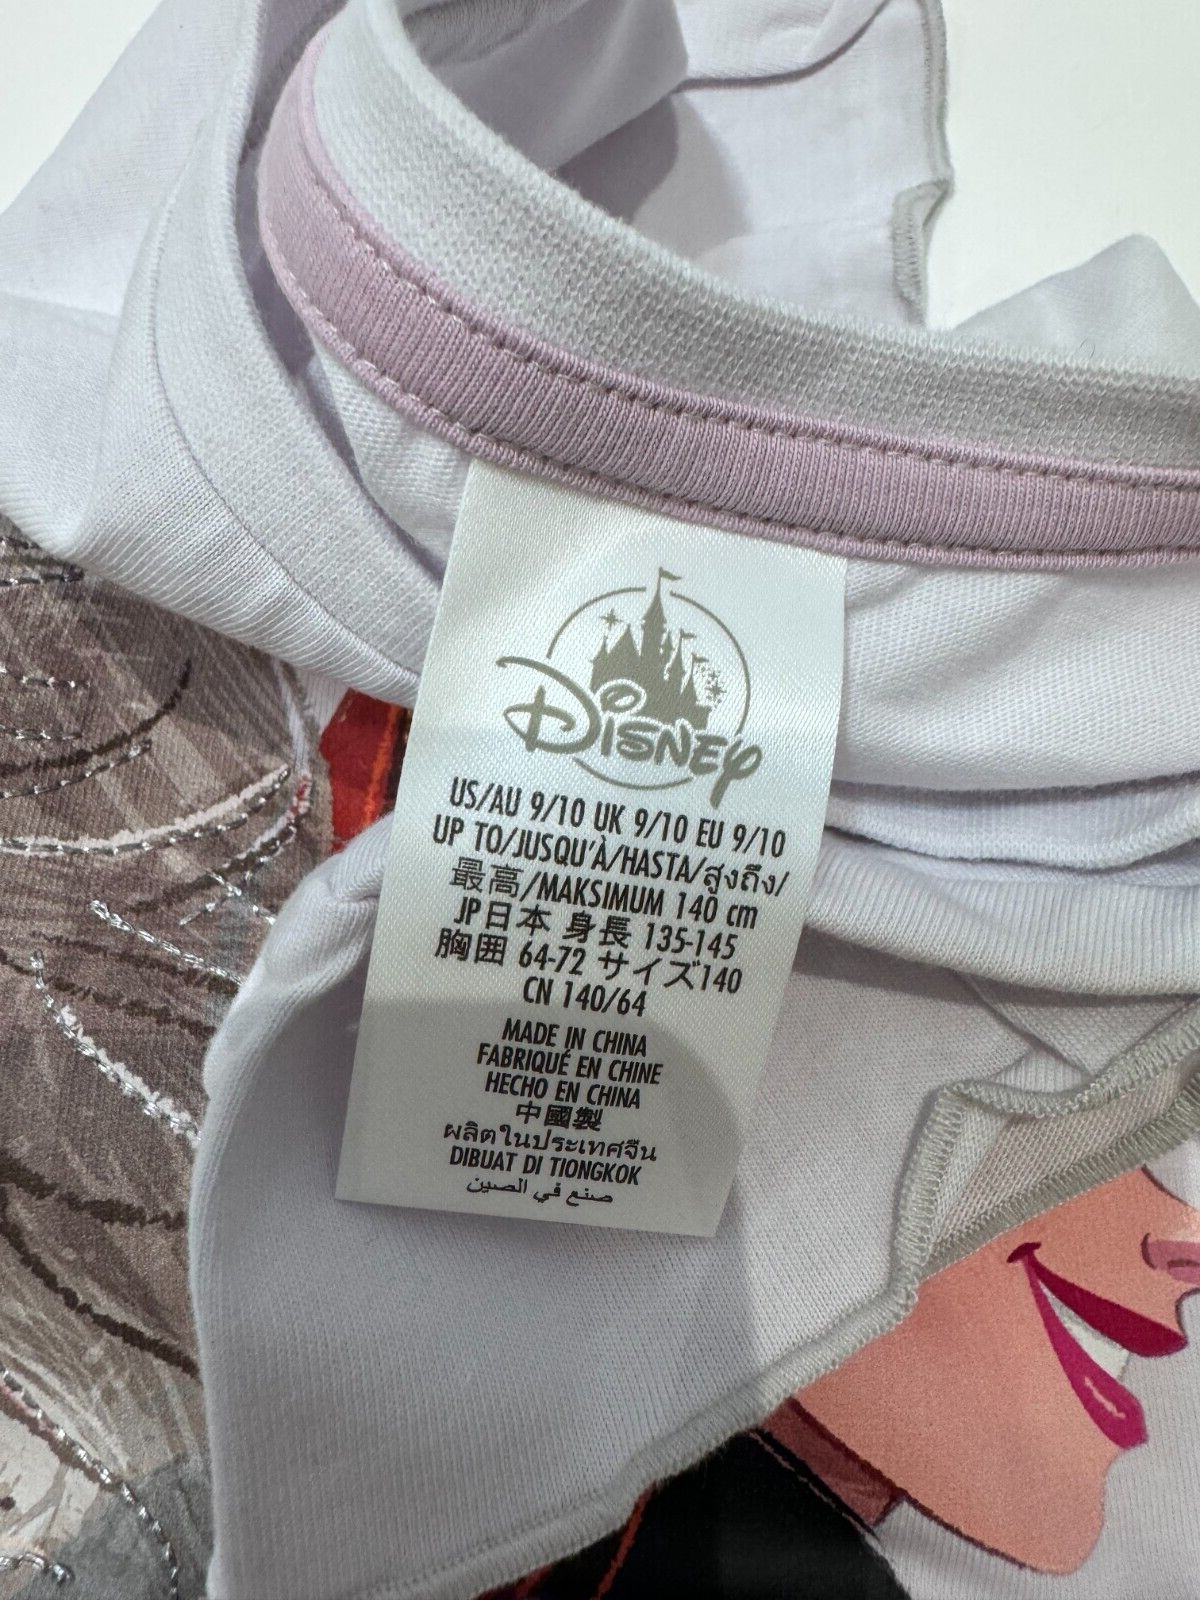 Disney
US/AU 9/10 UK 9/10 EU 9/10
UP TO/JUSQU'À/HASTA/สูงถึง/
最高/MAKSIMUM 140 cm
JP日本 身長 135-145
胸囲 64-72 サイズ140
CN 140/64
MADE IN CHINA
FABRIQUÉ EN CHINE
HECHO EN CHINA
中國製
ผลิตในประเทศจีน
DIBUAT DI TIONGKOK
صنع في الصين